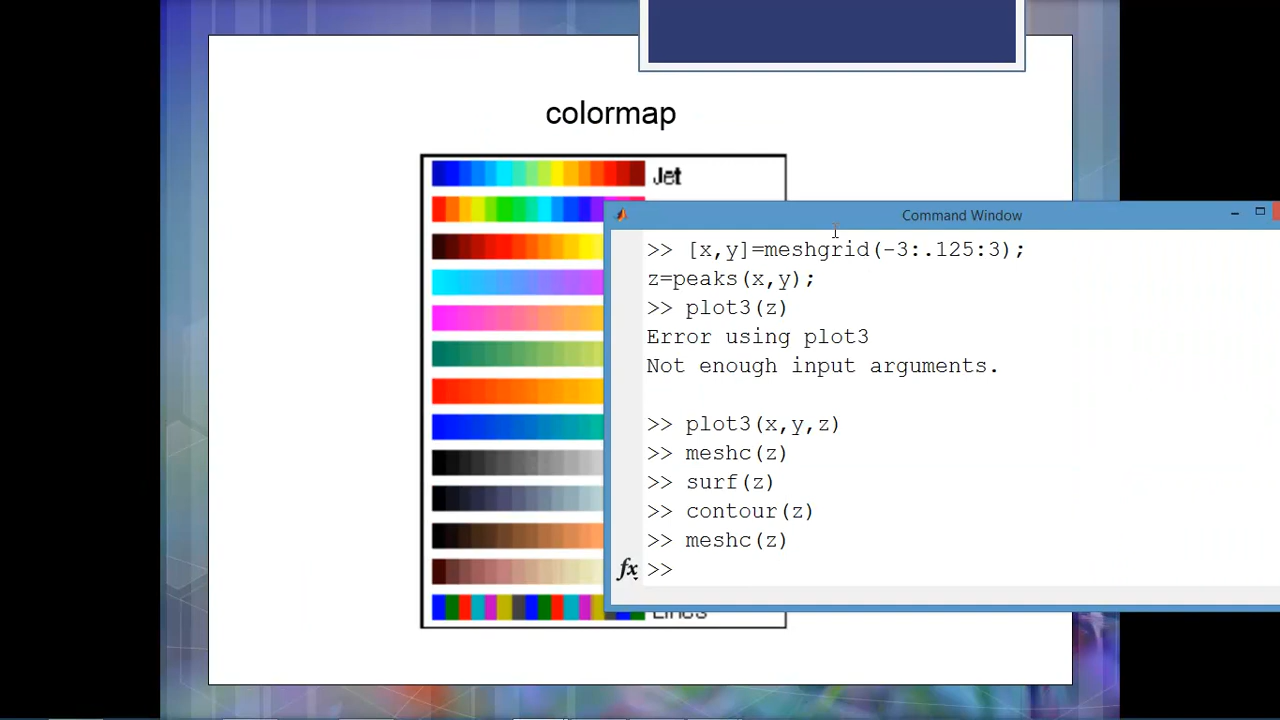 colormap
Jet
Command Window
>> [x,y]=meshgrid(-3:.125:3);
z=peaks(x,y);
>> plot3(z)
Error using plot3
Not enough input arguments.
>> plot3(x,y,z)
>> meshc(z)
>> surf(z)
>> contour(z)
>> meshc(z)
fx >>
Lines